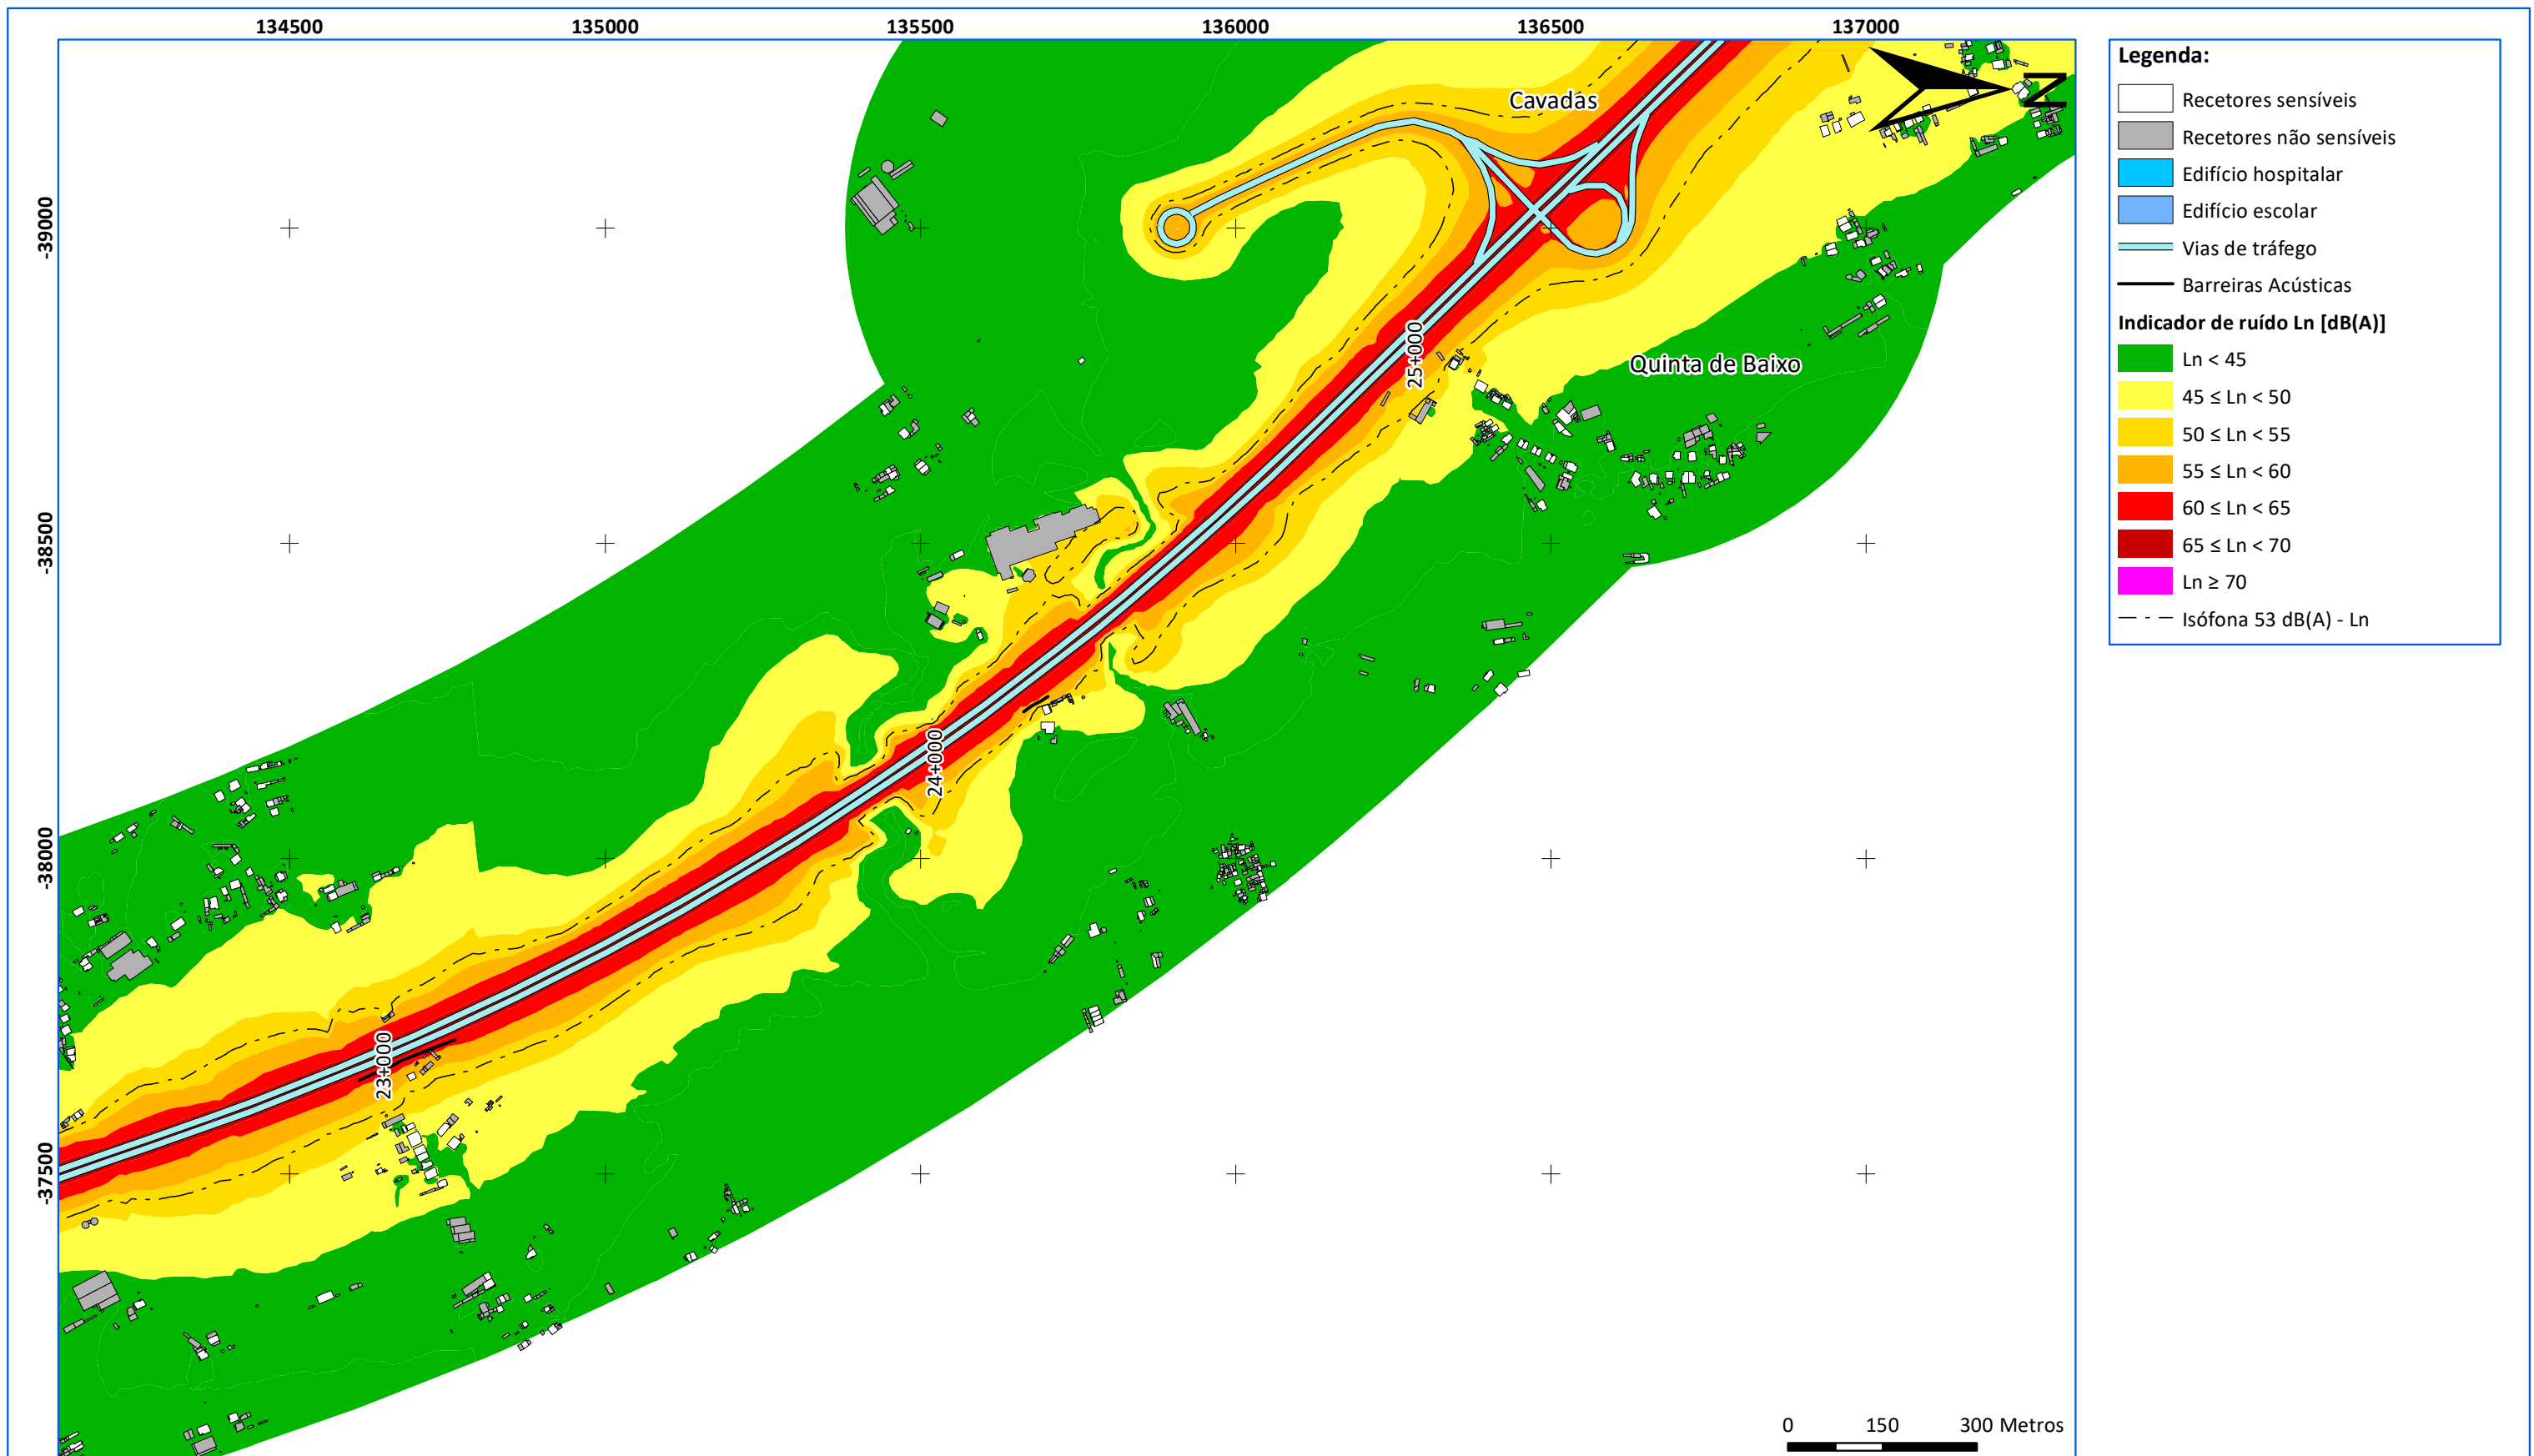 134500 135000 135500 136000 136500 137000
-39000
-38500
-38000
-37500
Cavadas
N
25+000
Quinta de Baixo
24+000
23+000
0 150 300 Metros
Legenda:
Recetores sensíveis
Recetores não sensíveis
Edifício hospitalar
Edifício escolar
Vias de tráfego
Barreiras Acústicas
Indicador de ruído Ln [dB(A)]
Ln < 45
45 ≤ Ln < 50
50 ≤ Ln < 55
55 ≤ Ln < 60
60 ≤ Ln < 65
65 ≤ Ln < 70
Ln ≥ 70
Isófona 53 dB(A) - Ln